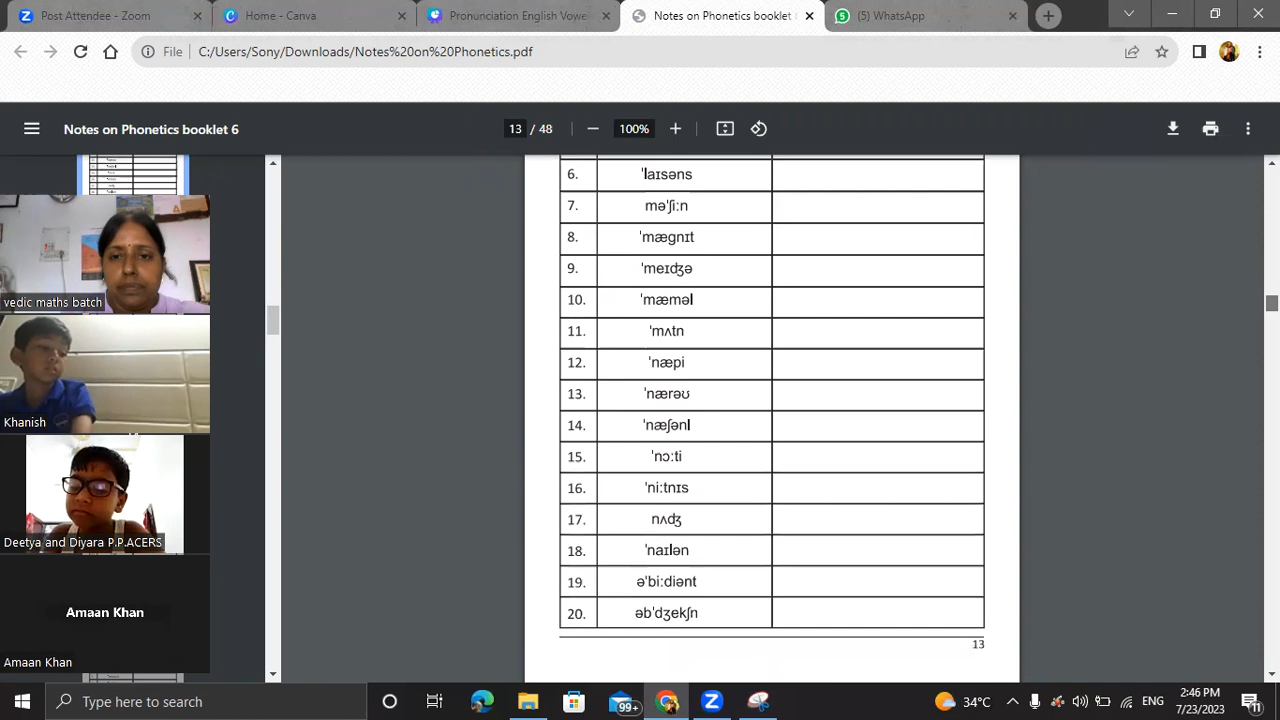 Post Attendee - Zoom
Home - Canva
Pronunciation English Vowe
Notes on Phonetics booklet
(5) WhatsApp
File
C:/Users/Sony/Downloads/Notes%20on%20Phonetics.pdf
Notes on Phonetics booklet 6
13 / 48
100%
6. ˈlaɪsəns
7. məˈʃiːn
8. ˈmægnɪt
9. ˈmeɪʤə
10. ˈmæməl
11. ˈmʌtn
12. ˈnæpi
13. ˈnærəʊ
14. ˈnæʃənl
15. ˈnɔːti
16. ˈniːtnɪs
17. nʌʤ
18. ˈnaɪlən
19. əˈbiːdiənt
20. əbˈdʒekʃn
13
vedic maths batch
Khanish
Deetya and Diyara P.P.ACERS
Amaan Khan
Amaan Khan
Type here to search
99+
34°C
ENG
2:46 PM
7/23/2023
11